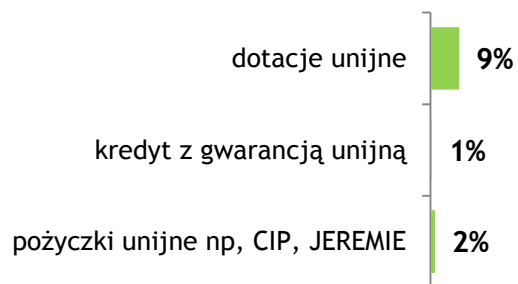 dotacje unijne 9%
kredyt z gwarancją unijną 1%
pożyczki unijne np, CIP, JEREMIE 2%